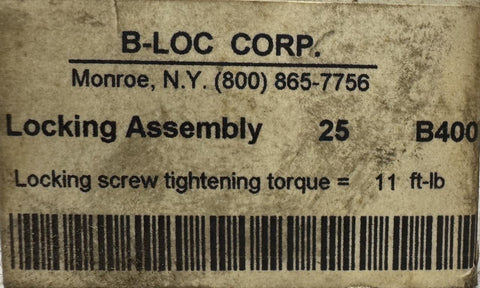 B-LOC CORP.
Monroe, N.Y. (800) 865-7756
Locking Assembly 25 B400
Locking screw tightening torque = 11 ft-lb